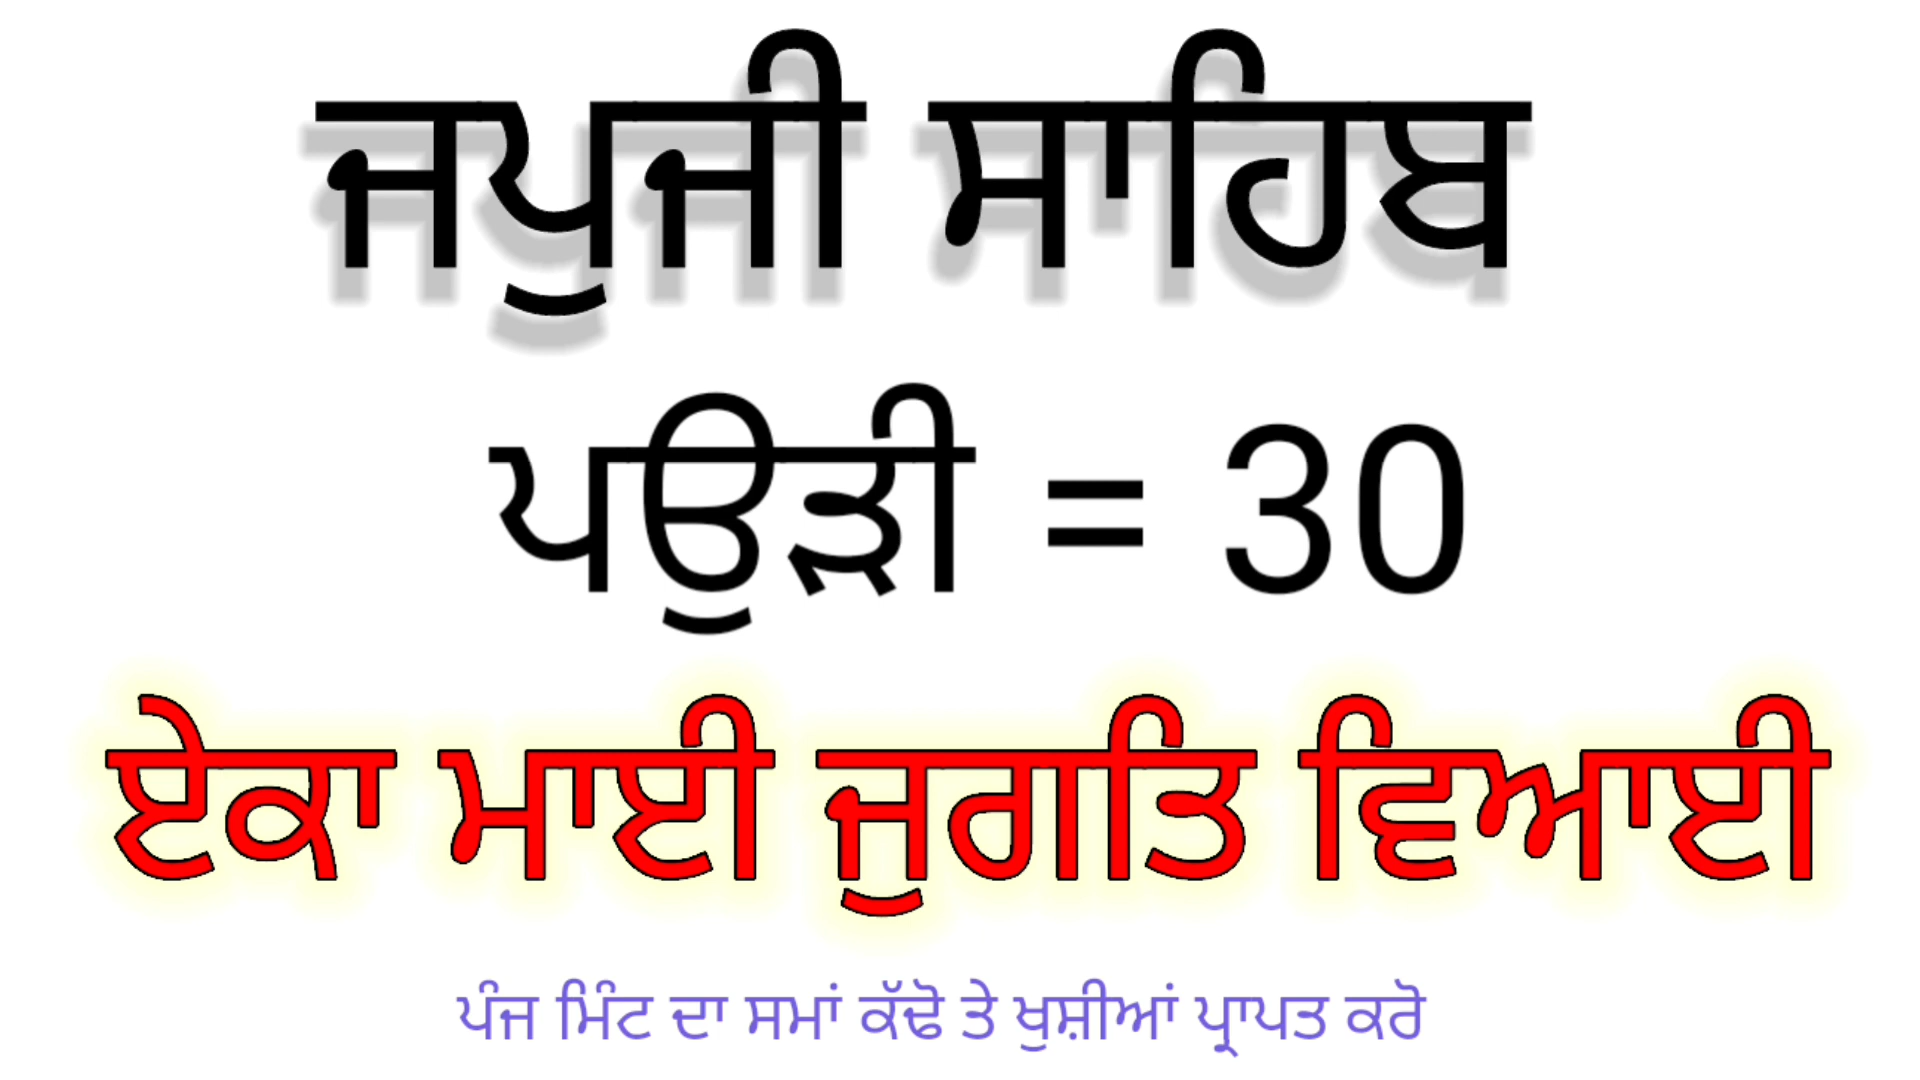 ਜਪੁਜੀ ਸਾਹਿਬ
ਪਉੜੀ = 30
ਏਕਾ ਮਾਈ ਜੁਗਤਿ ਵਿਆਈ
ਪੰਜ ਮਿੰਟ ਦਾ ਸਮਾਂ ਕੱਢੋ ਤੇ ਖੁਸ਼ੀਆਂ ਪ੍ਰਾਪਤ ਕਰੋ